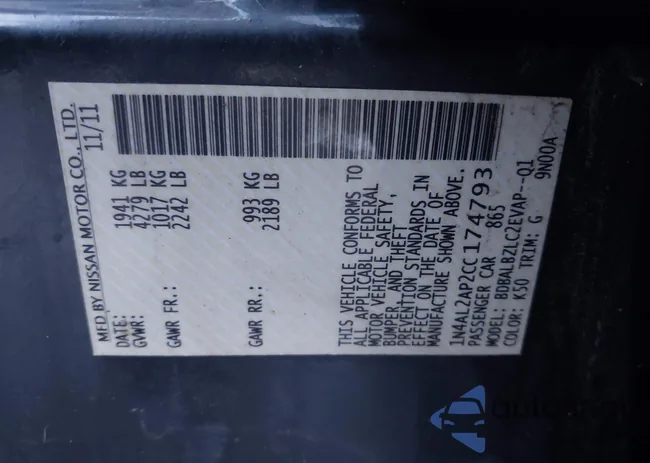 MFD BY NISSAN MOTOR CO., LTD.
DATE: 11/11
GVWR: 1941 KG
4279 LB
GAWR FR.: 1017 KG
2242 LB
GAWR RR.: 993 KG
2189 LB
THIS VEHICLE CONFORMS TO
ALL APPLICABLE FEDERAL
MOTOR VEHICLE SAFETY,
BUMPER, AND THEFT
PREVENTION STANDARDS IN
EFFECT ON THE DATE OF
MANUFACTURE SHOWN ABOVE.
1N4AL2AP2CC174793
PASSENGER CAR 865
MODEL: BDBALBZLC2EVAP--Q1
COLOR: K50 TRIM: G 9N00A